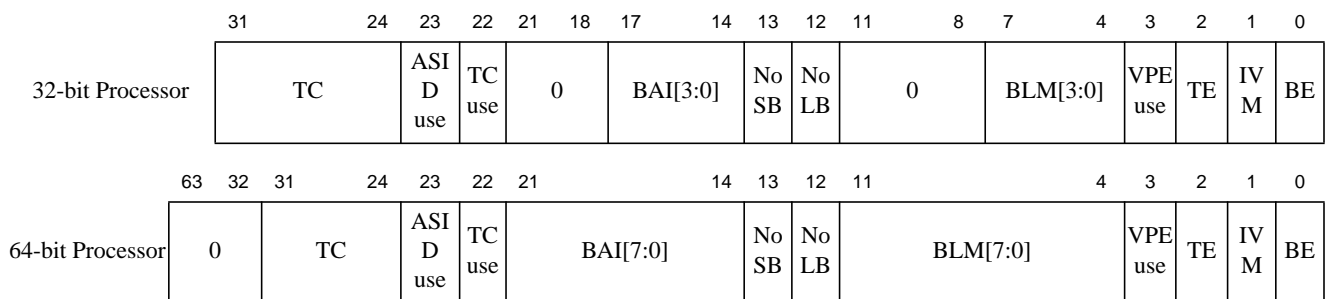 31 24 23 22 21 18 17 14 13 12 11 8 7 4 3 2 1 0
32-bit Processor TC ASI D use TC use 0 BAI[3:0] No SB No LB 0 BLM[3:0] VPE use TE IV M BE
63 32 31 24 23 22 21 14 13 12 11 4 3 2 1 0
64-bit Processor 0 TC ASI D use TC use BAI[7:0] No SB No LB BLM[7:0] VPE use TE IV M BE